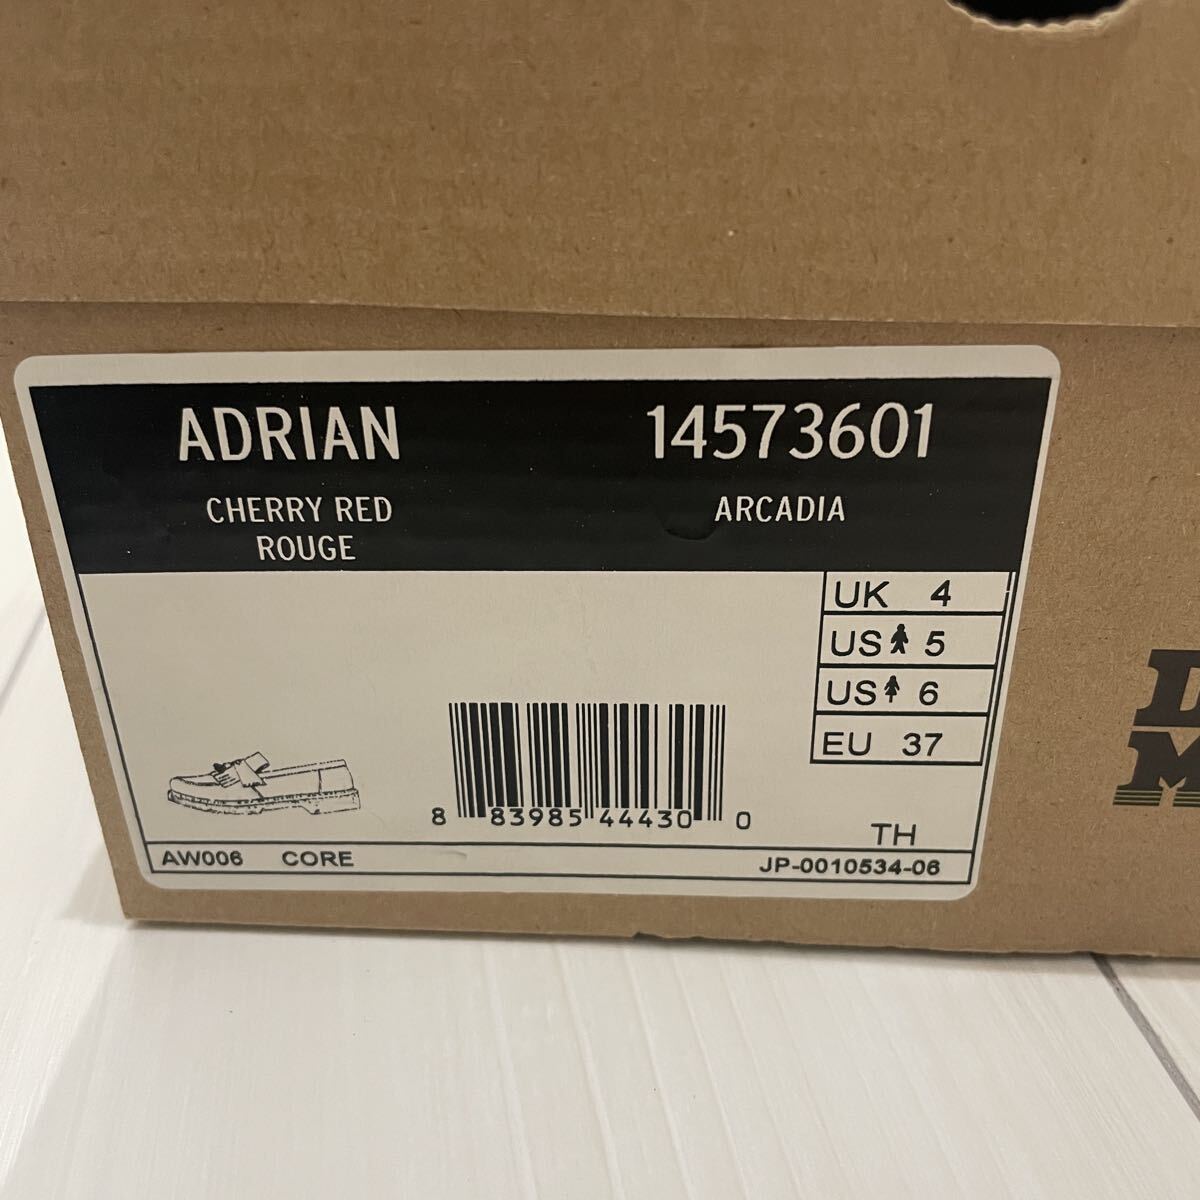 ADRIAN 14573601
CHERRY RED ARCADIA
ROUGE
UK 4
US 5
US 6
EU 37
8 83985 44430 0
TH
AW006 CORE JP-0010534-06